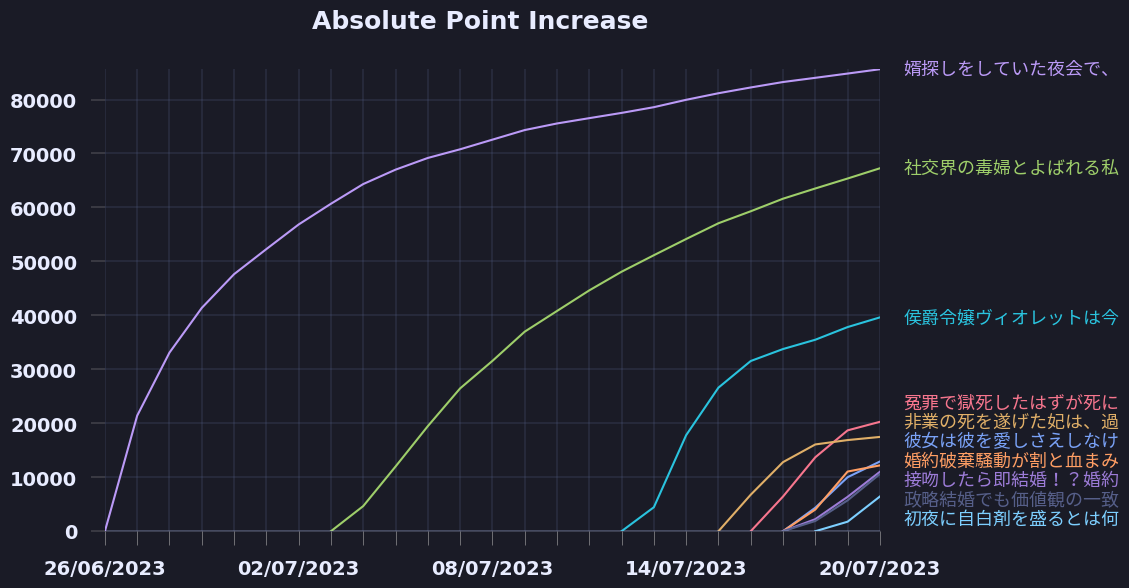 Absolute Point Increase
80000
70000
60000
50000
40000
30000
20000
10000
0
26/06/2023
02/07/2023
08/07/2023
14/07/2023
20/07/2023
婿探しをしていた夜会で、
社交界の毒婦とよばれる私
侯爵令嬢ヴィオレットは今
冤罪で獄死したはずが死に
非業の死を遂げた妃は、過
彼女は彼を愛しさえしなけ
婚約破棄騒動が割と血まみ
接吻したら即結婚！？婚約
政略結婚でも価値観の一致
初夜に自白剤を盛るとは何